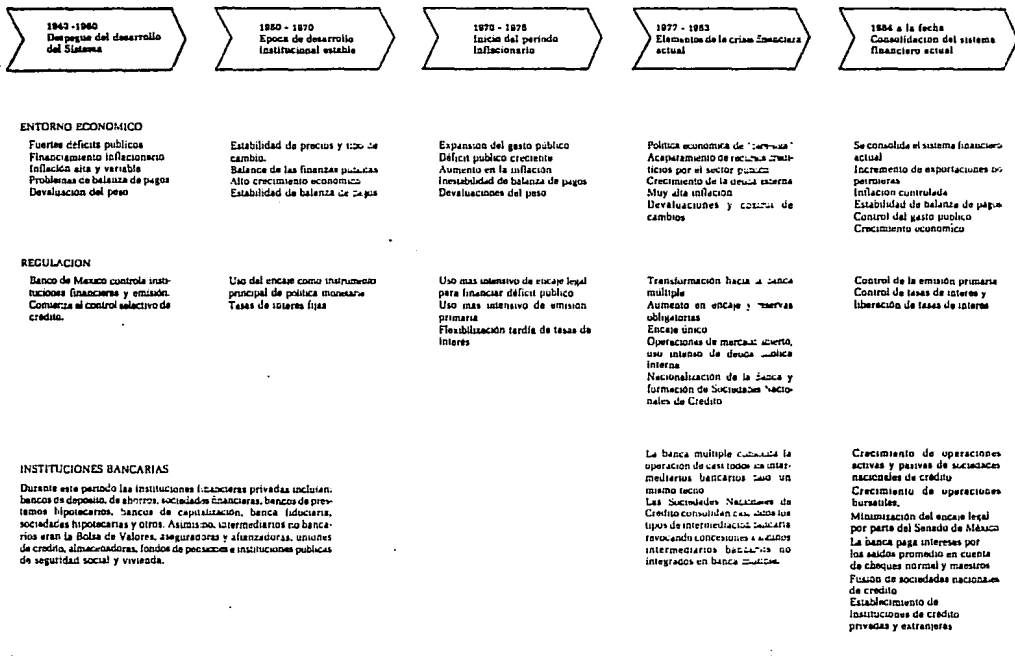 1943 - 1960
Despegue del desarrollo
del Sistema
1960 - 1970
Epoca de desarrollo
institucional estable
1970 - 1976
Inicio del período
inflacionario
1977 - 1983
Elementos de la crisis financiera
actual
1984 a la fecha
Consolidación del sistema
financiero actual
ENTORNO ECONOMICO
Fuertes déficits publicos
Financiamiento inflacionario
Inflación alta y variable
Problemas de balanza de pagos
Devaluación del peso
Estabilidad de precios y tipo de
cambio.
Balance de las finanzas publicas
Alto crecimiento economico
Estabilidad de balanza de pagos
Expansión del gasto público
Déficit publico creciente
Aumento en la inflación
Inestabilidad de balanza de pagos
Devaluaciones del peso
Politica economica de
Acaparamiento de recursos credi-
ticios por el sector publico
Crecimiento de la deuda externa
Muy alta inflacion
Devaluaciones y control de
cambios
Se consolida el sistema financiero
actual
Incremento de exportaciones no
petroleras
Inflacion controlada
Estabilidad de balanza de pagos
Control del gasto publico
Crecimiento economico
REGULACION
Banco de Mexico controla insti-
tuciones financieras y emisión.
Comienza el control selectivo de
crédito.
Uso del encaje como instrumento
principal de politica monetaria
Tasas de interes fijas
Uso mas intensivo de encaje legal
para financiar déficit publico
Uso mas intensivo de emision
primaria
Flexibilización tardía de tasas de
interes
Transformación hacia la banca
múltiple
Aumento en encaje y reservas
obligatorias
Encaje único
Operaciones de mercado abierto,
uso intenso de deuda publica
interna
Nacionalización de la Banca y
formación de Sociedades Nacio-
nales de Credito
Control de la emisión primaria
Control de tasas de interes y
liberación de tasas de interes
INSTITUCIONES BANCARIAS
Durante este periodo las instituciones financieras privadas incluian:
bancos de deposito, de ahorros, sociedades financieras, bancos de pres-
tamos hipotecarios, bancos de capitalización, banca fiduciaria,
sociedades hipotecarias y otros. Asimismo, intermediarios no banca-
rios eran la Bolsa de Valores, aseguradoras y afianzadoras, uniones
de credito, almacenadoras, fondos de pensiones e instituciones publicas
de seguridad social y vivienda.
La banca multiple consolida la
operación de casi todos los inter-
mediarios bancarios bajo un
mismo techo
Las Sociedades Nacionales de
Crédito consolidan casi todos los
tipos de intermediación bancaria
revocando concesiones a algunos
intermediarios bancarios no
integrados en banca multiple.
Crecimiento de operaciones
activas y pasivas de sociedades
nacionales de crédito
Crecimiento de operaciones
bursatiles.
Minimización del encaje legal
por parte del Senado de México
La banca paga intereses por
los saldos promedio en cuenta
de cheques normal y maestros
Fusion de sociedades nacionales
de credito
Establecimiento de
Instituciones de crédito
privadas y extranjeras